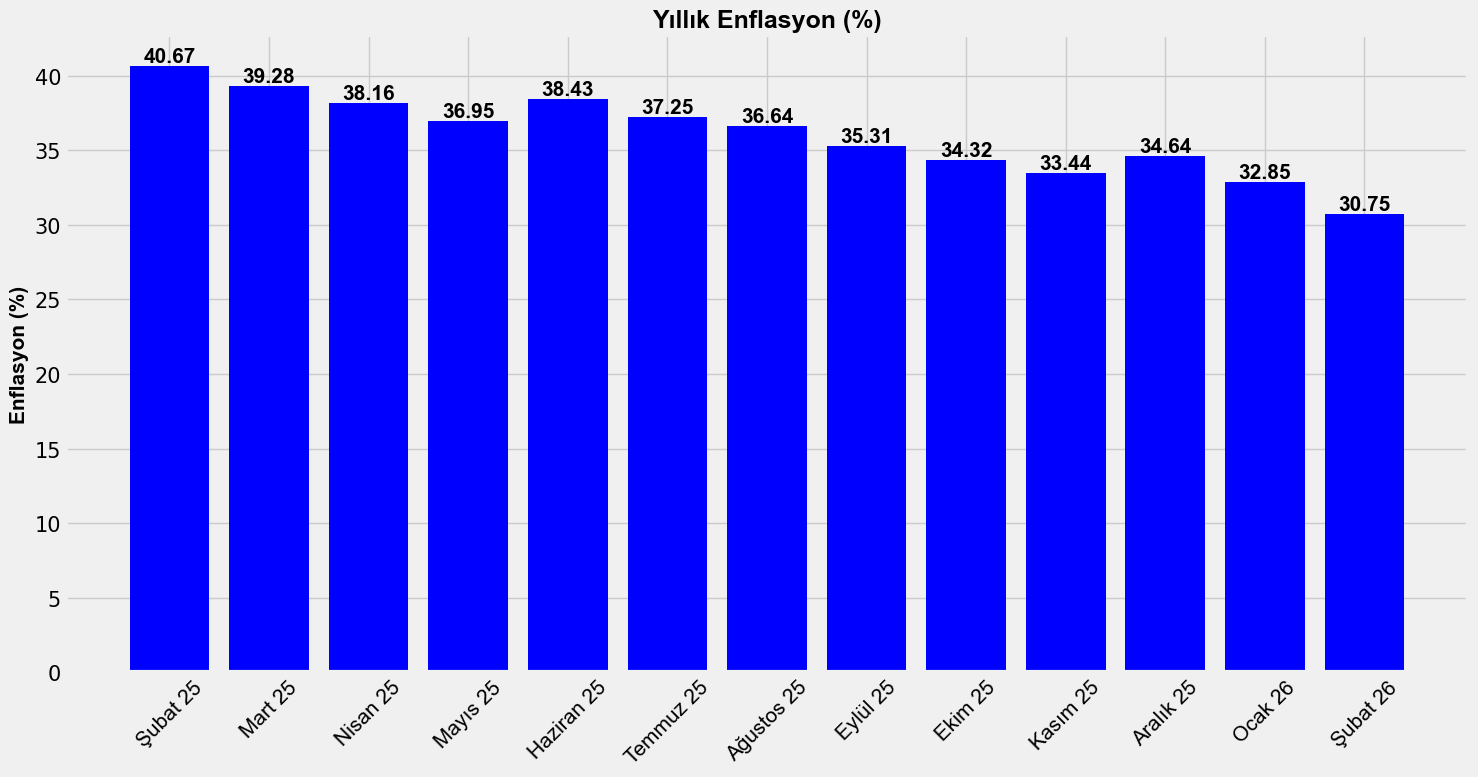 Yıllık Enflasyon (%)
Enflasyon (%)
40
35
30
25
20
15
10
5
0
40.67
39.28
38.16
36.95
38.43
37.25
36.64
35.31
34.32
33.44
34.64
32.85
30.75
Şubat 25
Mart 25
Nisan 25
Mayıs 25
Haziran 25
Temmuz 25
Ağustos 25
Eylül 25
Ekim 25
Kasım 25
Aralık 25
Ocak 26
Şubat 26